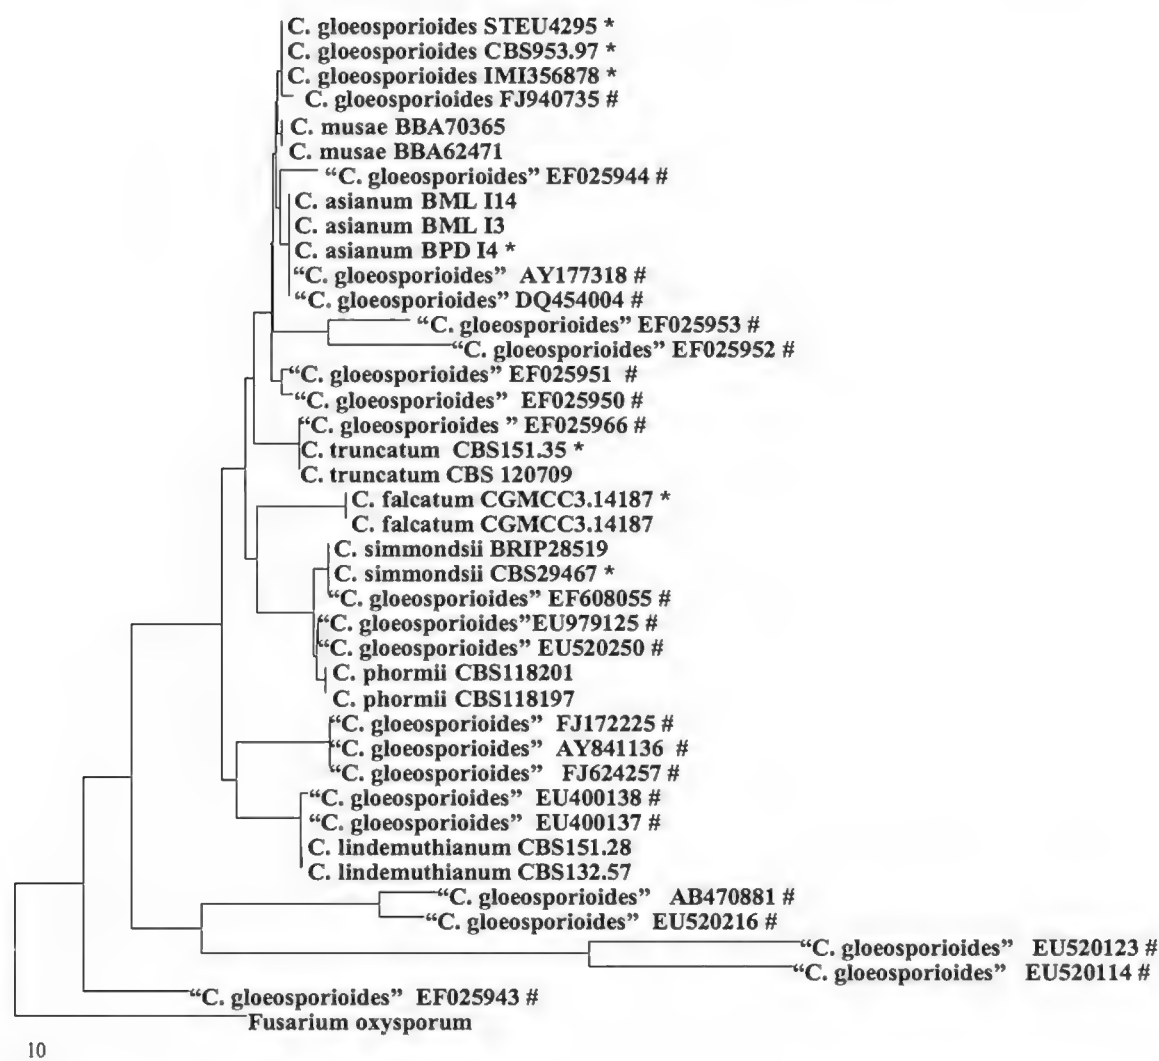 C. gloeosporioides STEU4295 *
C. gloeosporioides CBS953.97 *
C. gloeosporioides IMI356878 *
C. gloeosporioides FJ940735 #
C. musae BBA70365
C. musae BBA62471
“C. gloeosporioides” EF025944 #
C. asianum BML I14
C. asianum BML I3
C. asianum BPD I4 *
“C. gloeosporioides” AY177318 #
“C. gloeosporioides” DQ454004 #
“C. gloeosporioides” EF025953 #
“C. gloeosporioides” EF025952 #
“C. gloeosporioides” EF025951 #
“C. gloeosporioides” EF025950 #
“C. gloeosporioides ” EF025966 #
C. truncatum CBS151.35 *
C. truncatum CBS 120709
C. falcatum CGMCC3.14187 *
C. falcatum CGMCC3.14187
C. simmondsii BRIP28519
C. simmondsii CBS29467 *
“C. gloeosporioides” EF608055 #
“C. gloeosporioides”EU979125 #
“C. gloeosporioides” EU520250 #
C. phormii CBS118201
C. phormii CBS118197
“C. gloeosporioides” FJ172225 #
“C. gloeosporioides” AY841136 #
“C. gloeosporioides” FJ624257 #
“C. gloeosporioides” EU400138 #
“C. gloeosporioides” EU400137 #
C. lindemuthianum CBS151.28
C. lindemuthianum CBS132.57
“C. gloeosporioides” AB470881 #
“C. gloeosporioides” EU520216 #
“C. gloeosporioides” EU520123 #
“C. gloeosporioides” EU520114 #
“C. gloeosporioides” EF025943 #
Fusarium oxysporum
10